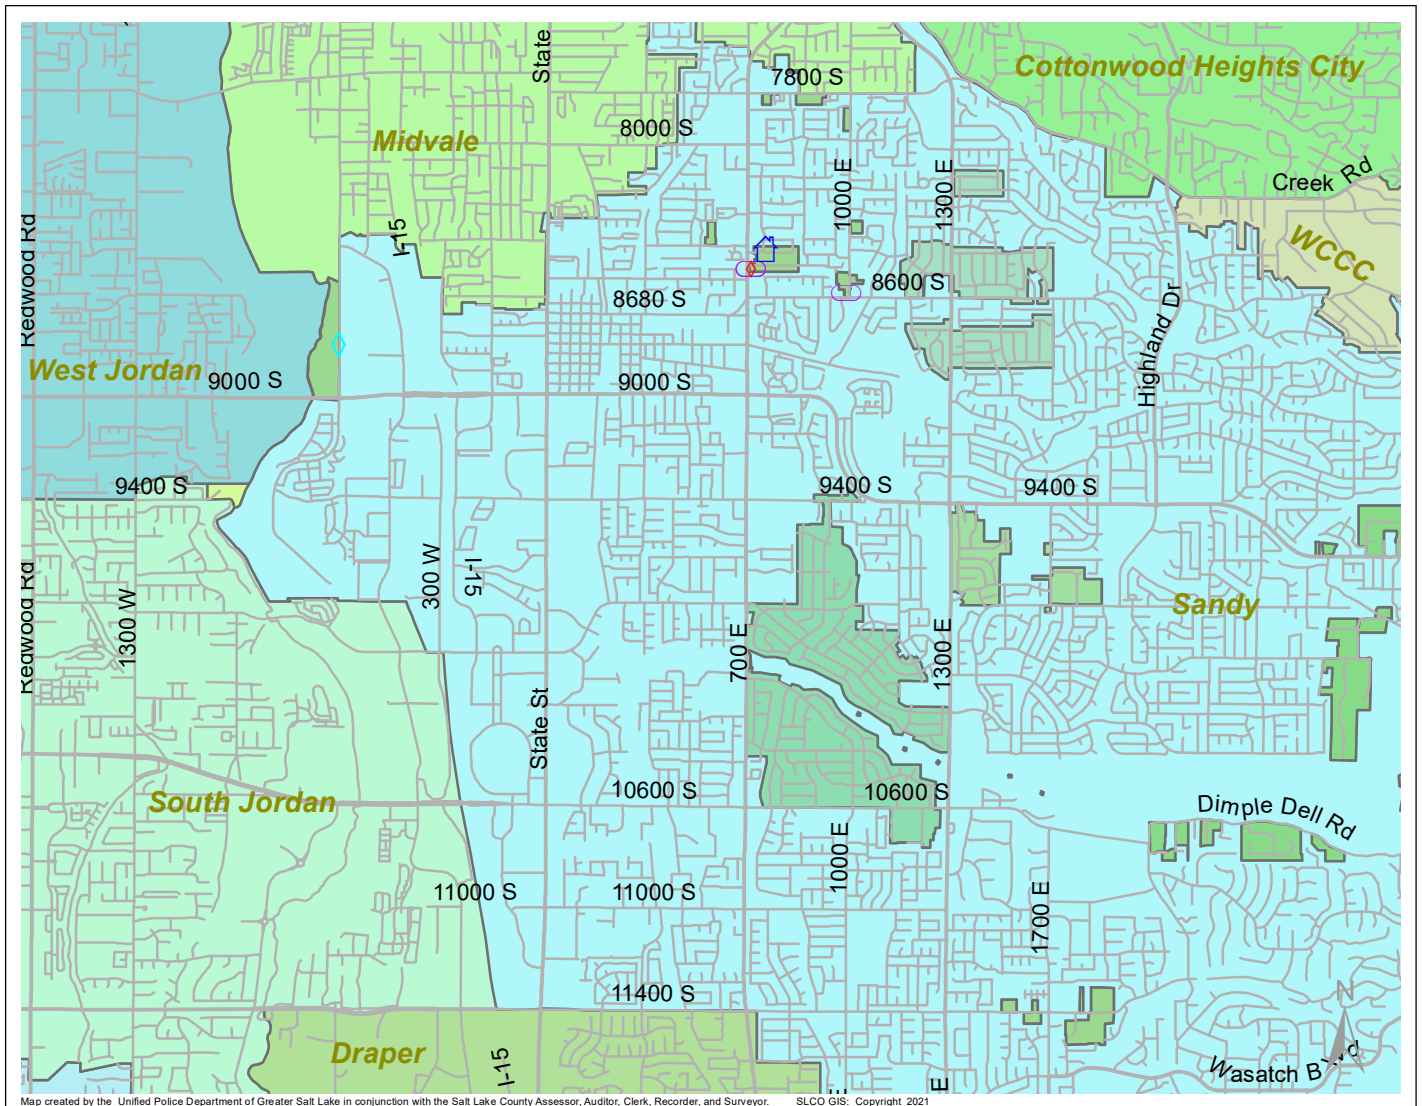 State
7800 S
Cottonwood Heights City
8000 S
Midvale
1000 E
1300 E
Creek Rd
Redwood Rd
I-15
WCCC
8600 S
8680 S
Highland Dr
West Jordan
9000 S
9000 S
9400 S
9400 S
9400 S
300 W
I-15
Redwood Rd
1300 W
Sandy
700 E
1300 E
State St
10600 S
10600 S
South Jordan
Dimple Dell Rd
1000 E
11000 S
11000 S
1700 E
11400 S
N
Draper
I-15
Wasatch Blvd
E
E
Map created by the Unified Police Department of Greater Salt Lake in conjunction with the Salt Lake County Assessor, Auditor, Clerk, Recorder, and Surveyor. SLCO GIS: Copyright 2021